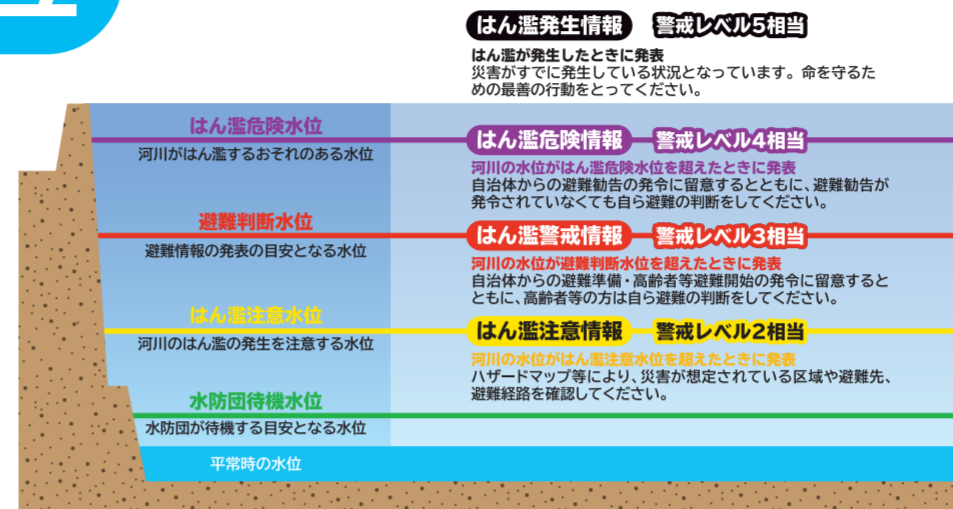 はん濫発生情報 警戒レベル5相当
はん濫が発生したときに発表
災害がすでに発生している状況となっています。命を守るた
めの最善の行動をとってください。
はん濫危険水位
河川がはん濫するおそれのある水位
はん濫危険情報 警戒レベル4相当
河川の水位がはん濫危険水位を超えたときに発表
自治体からの避難勧告の発令に留意するとともに、避難勧告が
発令されていなくても自ら避難の判断をしてください。
避難判断水位
避難情報の発表の目安となる水位
はん濫警戒情報 警戒レベル3相当
河川の水位が避難判断水位を超えたときに発表
自治体からの避難準備・高齢者等避難開始の発令に留意すると
ともに、高齢者等の方は自ら避難の判断をしてください。
はん濫注意水位
河川のはん濫の発生を注意する水位
はん濫注意情報 警戒レベル2相当
河川の水位がはん濫注意水位を超えたときに発表
ハザードマップ等により、災害が想定されている区域や避難先、
避難経路を確認してください。
水防団待機水位
水防団が待機する目安となる水位
平常時の水位